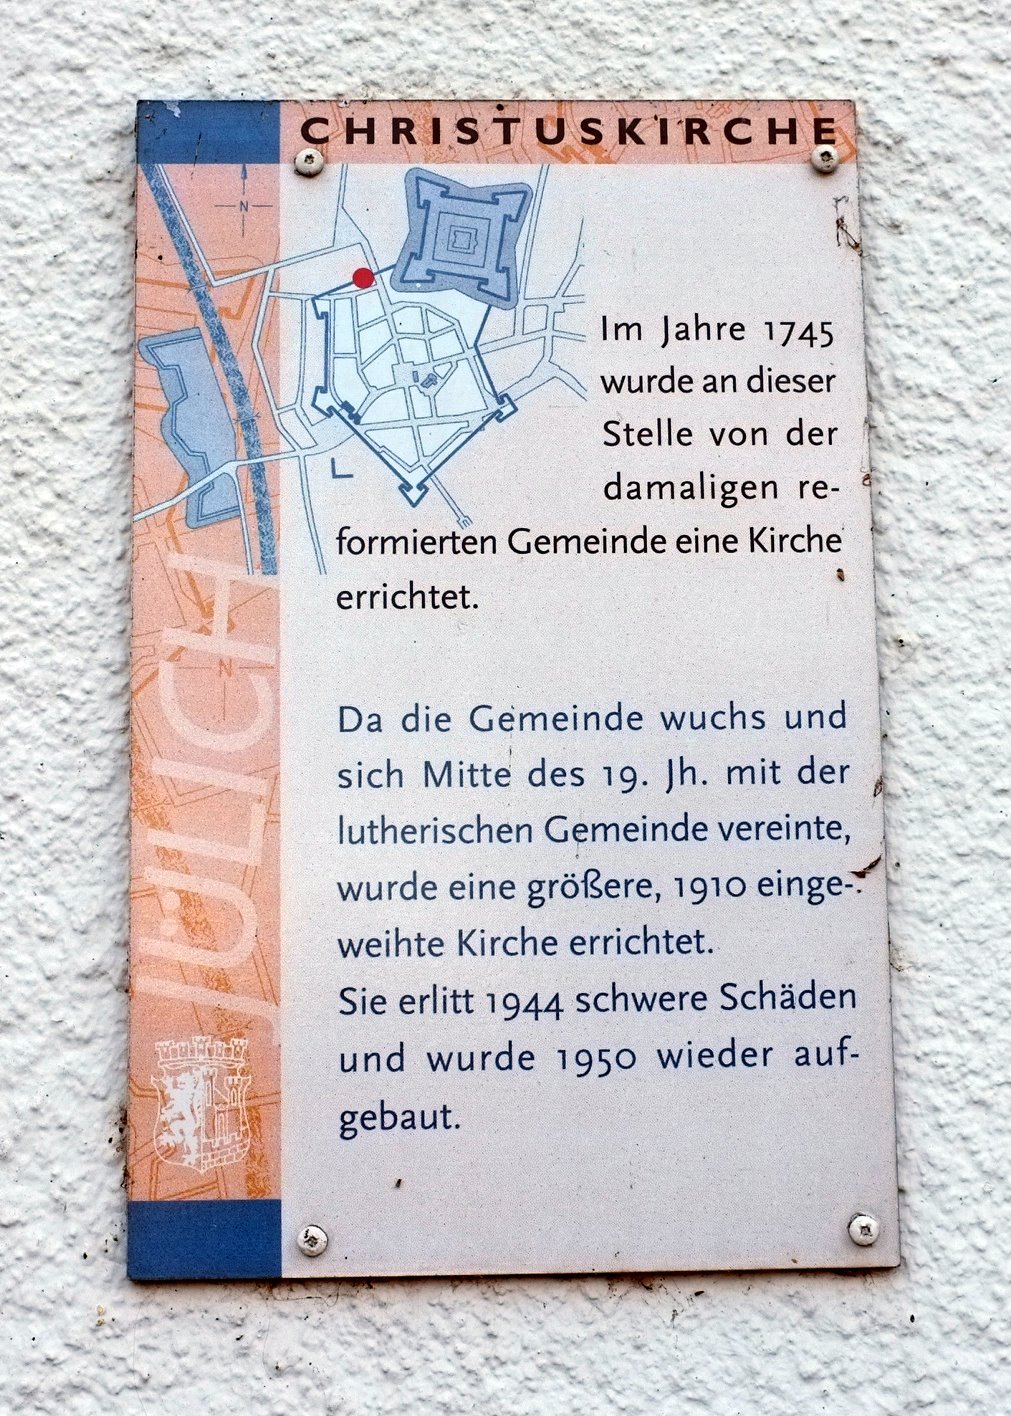 CHRISTUSKIRCHE
N
Im Jahre 1745
wurde an dieser
Stelle von der
damaligen re-
formierten Gemeinde eine Kirche
errichtet.
N
JÜLICH
Da die Gemeinde wuchs und
sich Mitte des 19. Jh. mit der
lutherischen Gemeinde vereinte,
wurde eine größere, 1910 einge-
weihte Kirche errichtet.
Sie erlitt 1944 schwere Schäden
und wurde 1950 wieder auf-
gebaut.